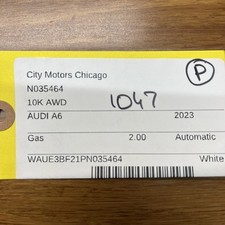 City Motors Chicago
P
N035464
10K AWD
1047
AUDI A6 2023
Gas 2.00 Automatic
WAUE3BF21PN035464 White